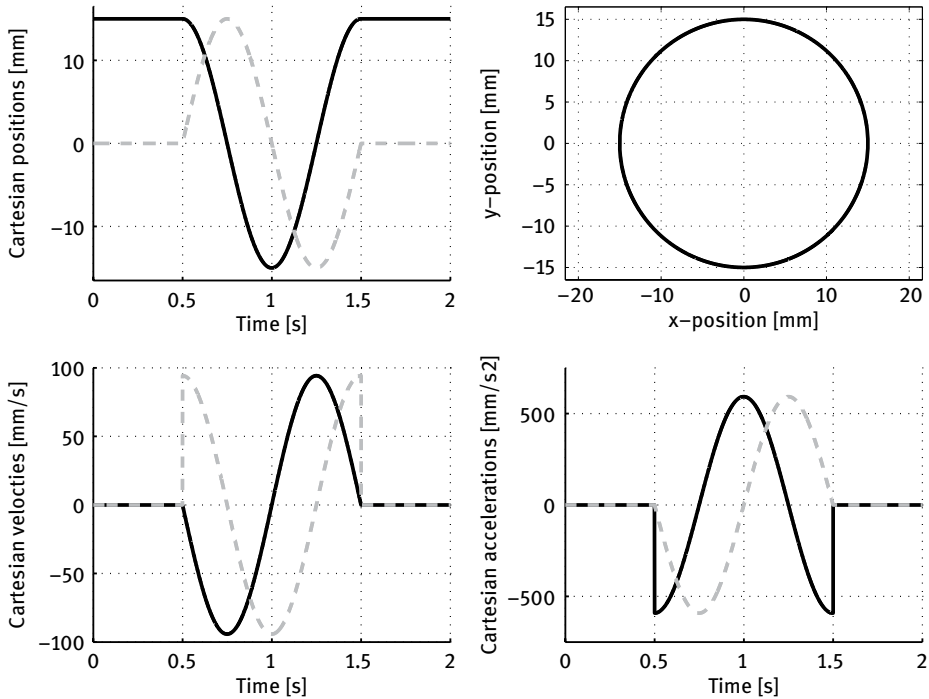 Cartesian positions [mm]
10
0
−10
0 0.5 1 1.5 2
Time [s]
y−position [mm]
15
10
5
0
−5
−10
−15
−20 −10 0 10 20
x−position [mm]
Cartesian velocties [mm/s]
100
50
0
−50
−100
0 0.5 1 1.5 2
Time [s]
Cartesian accelerations [mm/s2]
500
0
−500
0 0.5 1 1.5 2
Time [s]